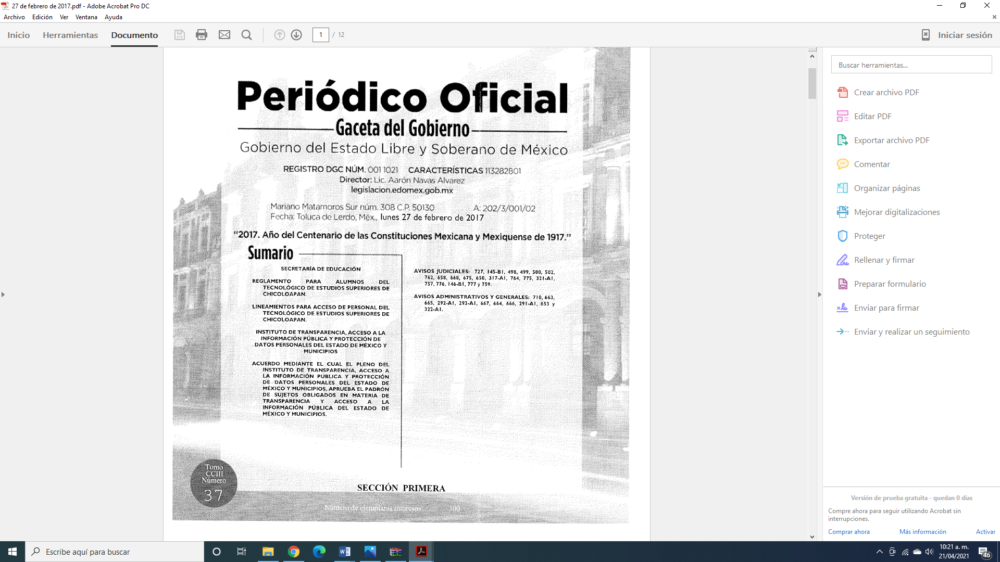 27 de febrero de 2017.pdf - Adobe Acrobat Pro DC
Archivo Edición Ver Ventana Ayuda
Inicio Herramientas Documento 1 / 12 Iniciar sesión
Periódico Oficial
Gaceta del Gobierno
Gobierno del Estado Libre y Soberano de México
REGISTRO DGC NÚM. 001 1021 CARACTERÍSTICAS 113282801
Director: Lic. Aarón Navas Alvarez
legislacion.edomex.gob.mx
Mariano Matamoros Sur núm. 308 C.P. 50130 A: 202/3/001/02
Fecha: Toluca de Lerdo, Méx., lunes 27 de febrero de 2017
“2017. Año del Centenario de las Constituciones Mexicana y Mexiquense de 1917.”
Sumario
SECRETARÍA DE EDUCACIÓN
REGLAMENTO PARA ALUMNOS DEL
TECNOLÓGICO DE ESTUDIOS SUPERIORES DE
CHICOLOAPAN.
LINEAMIENTOS PARA ACCESO DE PERSONAL DEL
TECNOLÓGICO DE ESTUDIOS SUPERIORES DE
CHICOLOAPAN.
INSTITUTO DE TRANSPARENCIA, ACCESO A LA
INFORMACIÓN PÚBLICA Y PROTECCIÓN DE
DATOS PERSONALES DEL ESTADO DE MÉXICO Y
MUNICIPIOS
ACUERDO MEDIANTE EL CUAL EL PLENO DEL
INSTITUTO DE TRANSPARENCIA, ACCESO A
LA INFORMACIÓN PÚBLICA Y PROTECCIÓN
DE DATOS PERSONALES DEL ESTADO DE
MÉXICO Y MUNICIPIOS, APRUEBA EL PADRÓN
DE SUJETOS OBLIGADOS EN MATERIA DE
TRANSPARENCIA Y ACCESO A LA
INFORMACIÓN PÚBLICA DEL ESTADO DE
MÉXICO Y MUNICIPIOS.
AVISOS JUDICIALES: 727, 145-B1, 498, 499, 500, 502,
762, 658, 668, 675, 650, 317-A1, 764, 775, 321-A1,
757, 776, 146-B1, 777 y 759.
AVISOS ADMINISTRATIVOS Y GENERALES: 710, 663,
665, 292-A1, 293-A1, 667, 664, 666, 291-A1, 653 y
322-A1.
Tomo
CCIII
Número
37
SECCIÓN PRIMERA
Número de ejemplares impresos: 300
Buscar herramientas...
Crear archivo PDF
Editar PDF
Exportar archivo PDF
Comentar
Organizar páginas
Mejorar digitalizaciones
Proteger
Rellenar y firmar
Preparar formulario
Enviar para firmar
Enviar y realizar un seguimiento
Versión de prueba gratuita - quedan 0 días
Compre ahora para seguir utilizando Acrobat sin
interrupciones.
Comprar ahora Más información Activar
Escribe aquí para buscar
10:21 a. m.
21/04/2021
46